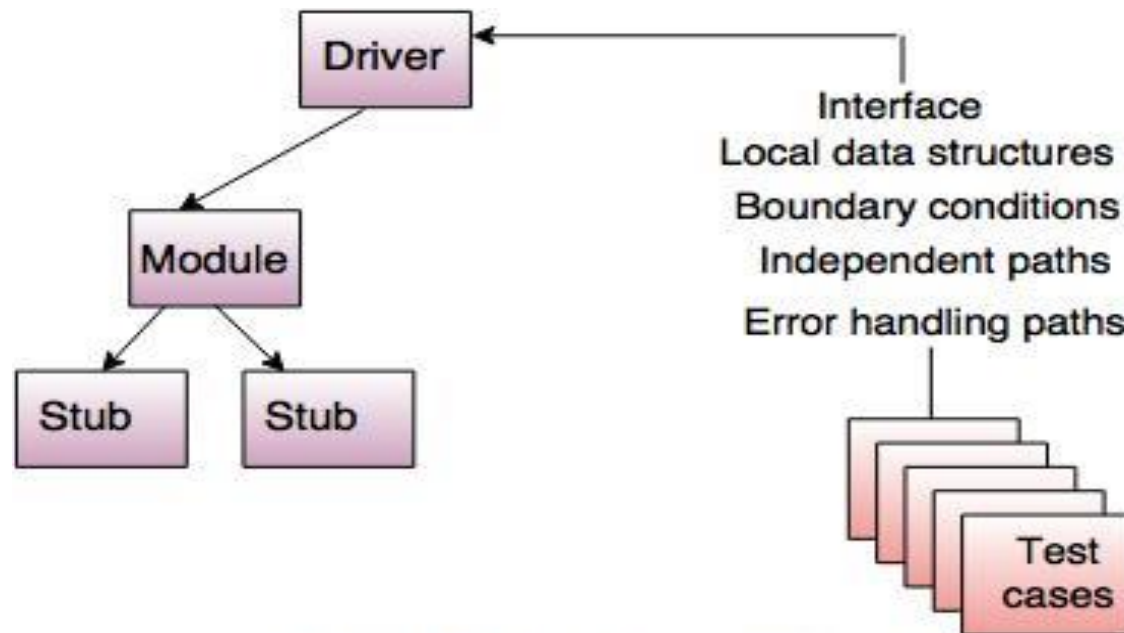 Driver
Interface
Local data structures
Boundary conditions
Independent paths
Error handling paths
Module
Stub
Stub
Test
cases